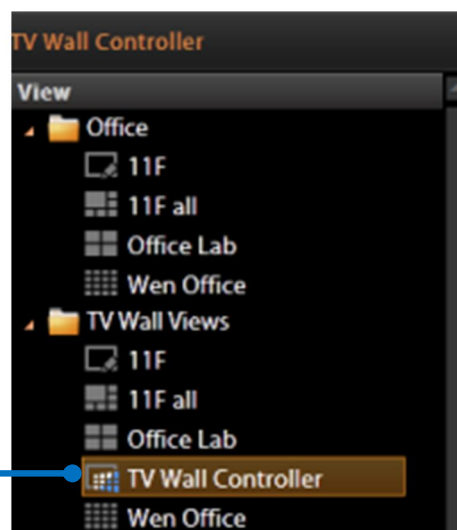 TV Wall Controller
View
Office
11F
11F all
Office Lab
Wen Office
TV Wall Views
11F
11F all
Office Lab
TV Wall Controller
Wen Office